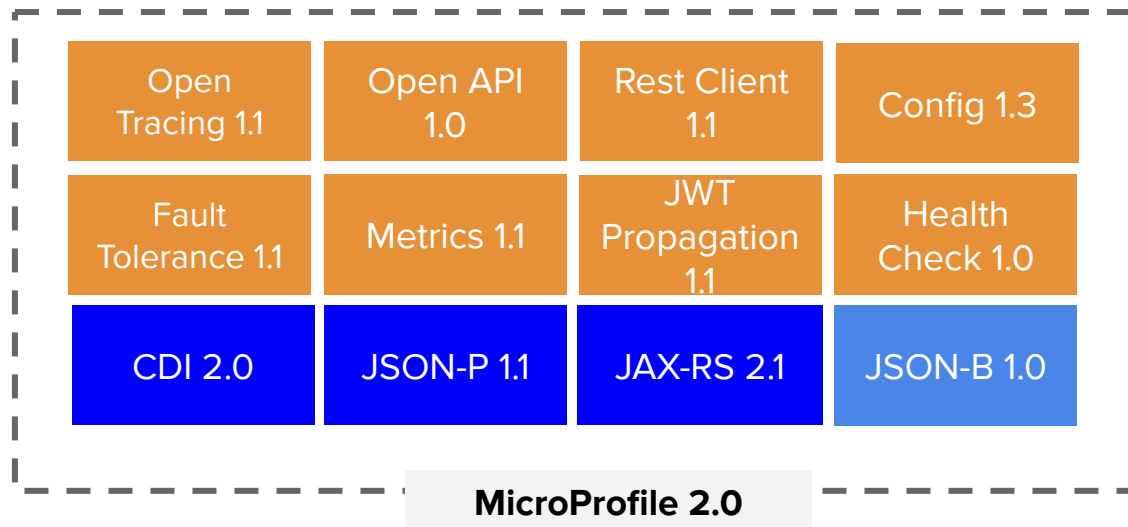 Open
Tracing 1.1
Open API
1.0
Rest Client
1.1
Config 1.3
Fault
Tolerance 1.1
Metrics 1.1
JWT
Propagation
1.1
Health
Check 1.0
CDI 2.0
JSON-P 1.1
JAX-RS 2.1
JSON-B 1.0
MicroProfile 2.0